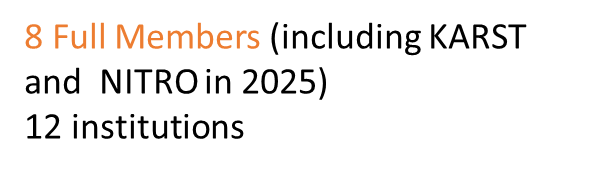 8 Full Members (including KARST
and  NITRO in 2025)
12 institutions